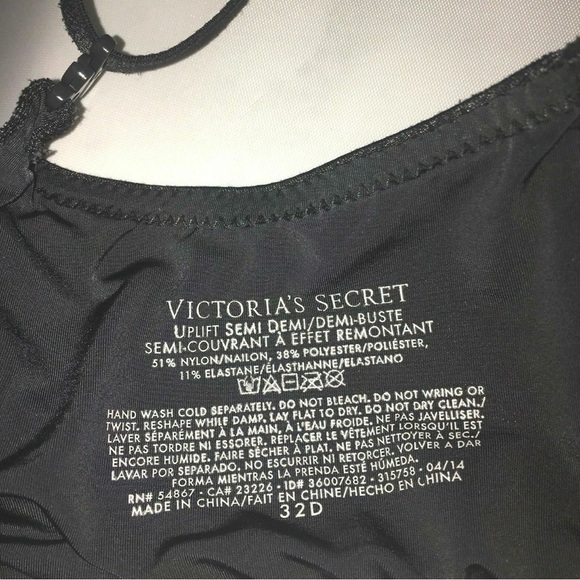 VICTORIA'S SECRET
UPLIFT SEMI DEMI/DEMI-BUSTE
SEMI-COUVRANT À EFFET REMONTANT
51% NYLON/NAILON, 38% POLYESTER/POLIÉSTER,
11% ELASTANE/ÉLASTHANNE/ELASTANO
HAND WASH COLD SEPARATELY. DO NOT BLEACH. DO NOT WRING OR
TWIST. RESHAPE WHILE DAMP. LAY FLAT TO DRY. DO NOT DRY CLEAN./
LAVER SÉPARÉMENT À LA MAIN, À L'EAU FROIDE. NE PAS JAVELLISER.
NE PAS TORDRE NI ESSORER. REPLACER LE VÊTEMENT LORSQU'IL EST
ENCORE HUMIDE. FAIRE SÉCHER À PLAT. NE PAS NETTOYER À SEC./
LAVAR POR SEPARADO. NO ESCURRIR NI RETORCER. VOLVER A DAR
FORMA MIENTRAS LA PRENDA ESTÉ HÚMEDA.
RN# 54867 - CA# 23226 - ID# 36007682 - 315758 - 04/14
MADE IN CHINA/FAIT EN CHINE/HECHO EN CHINA
32D